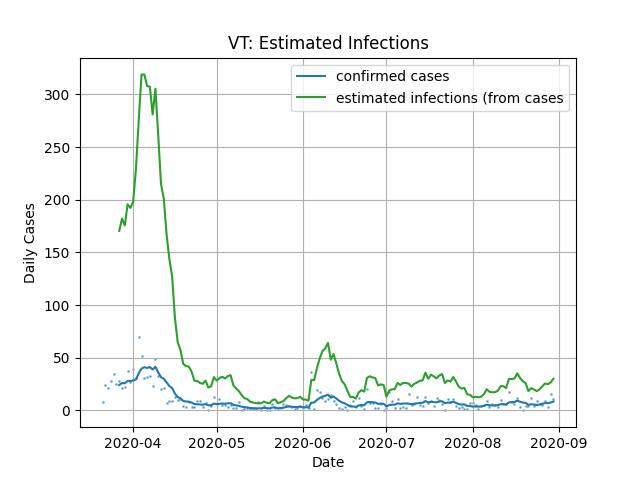 VT: Estimated Infections
confirmed cases
estimated infections (from cases
Daily Cases
300
250
200
150
100
50
0
2020-04 2020-05 2020-06 2020-07 2020-08 2020-09
Date